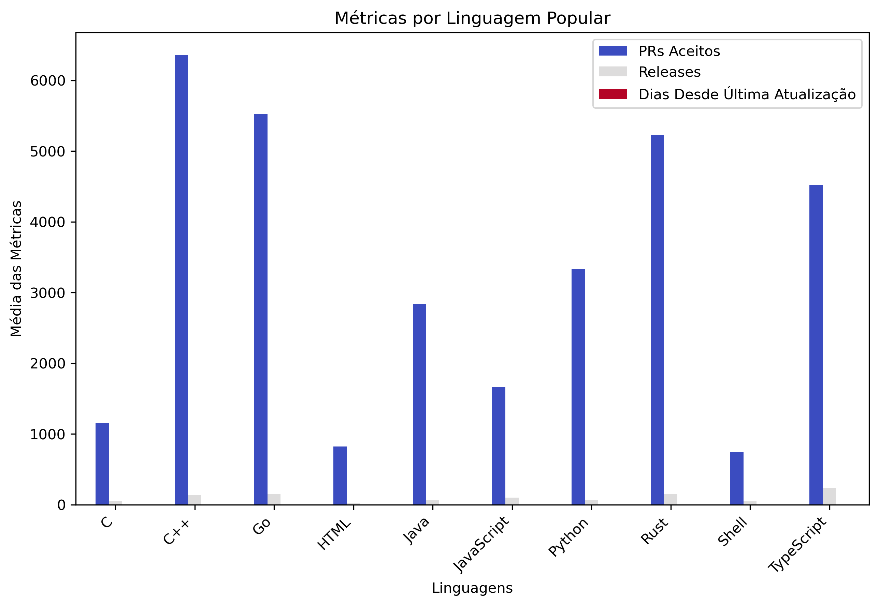 Métricas por Linguagem Popular
PRs Aceitos
Releases
Dias Desde Última Atualização
Média das Métricas
6000
5000
4000
3000
2000
1000
0
C
C++
Go
HTML
Java
JavaScript
Python
Rust
Shell
TypeScript
Linguagens